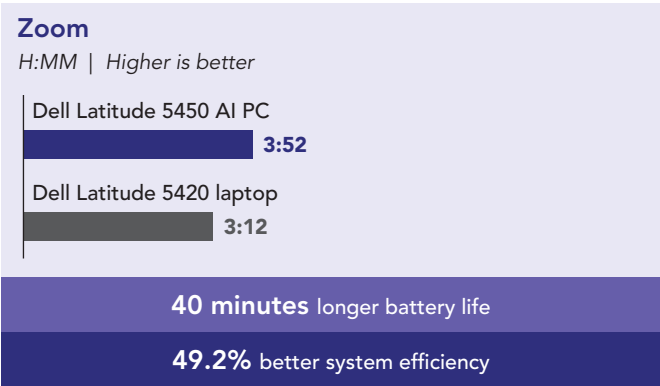 Zoom
H:MM | Higher is better
Dell Latitude 5450 AI PC
3:52
Dell Latitude 5420 laptop
3:12
40 minutes longer battery life
49.2% better system efficiency